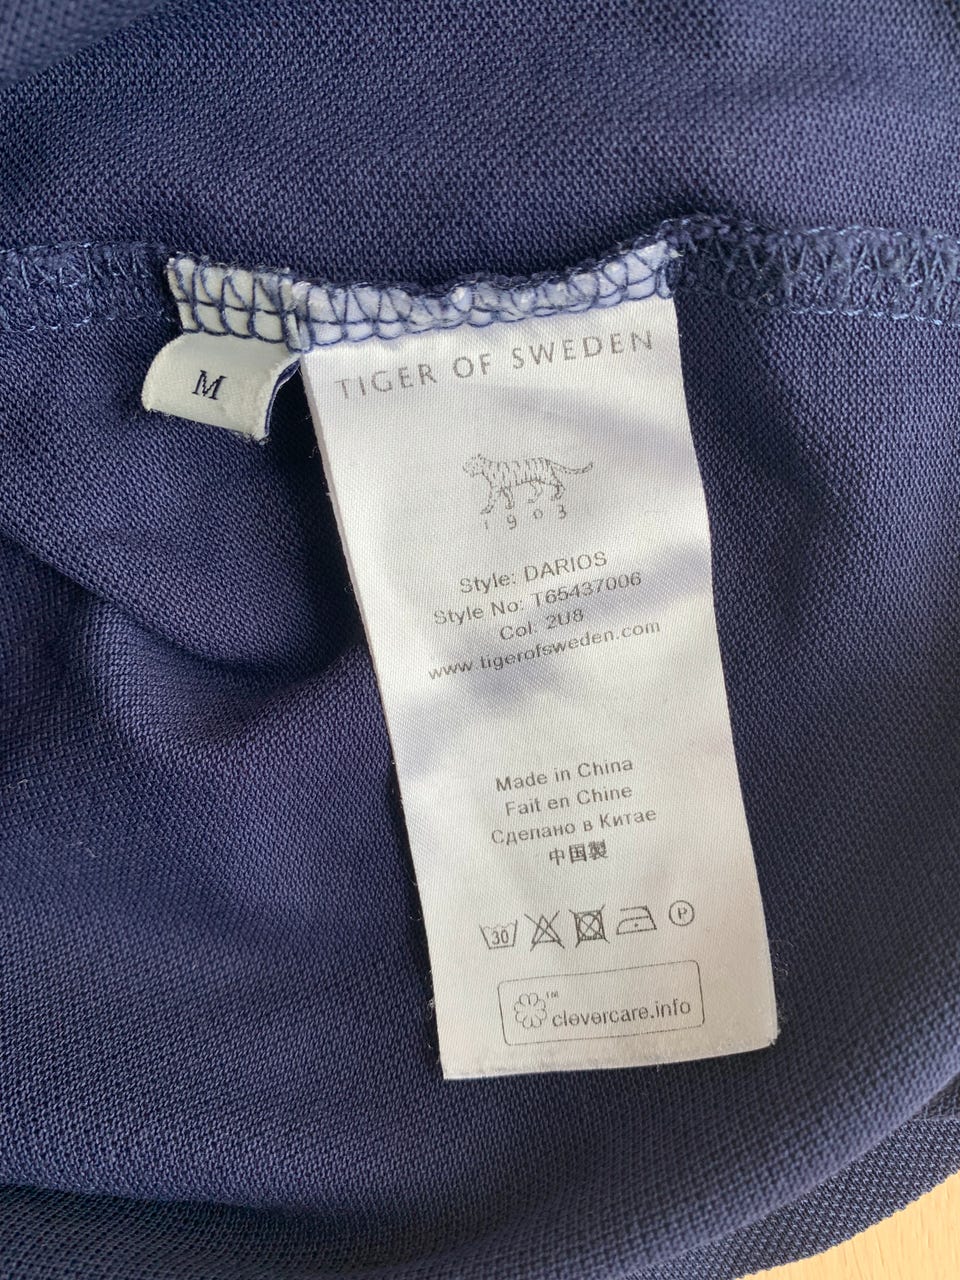 M
TIGER OF SWEDEN
1903
Style: DARIOS
Style No: T65437006
Col: 2U8
www.tigerofsweden.com
Made in China
Fait en Chine
Сделано в Китае
中国製
30
P
clevercare.info™